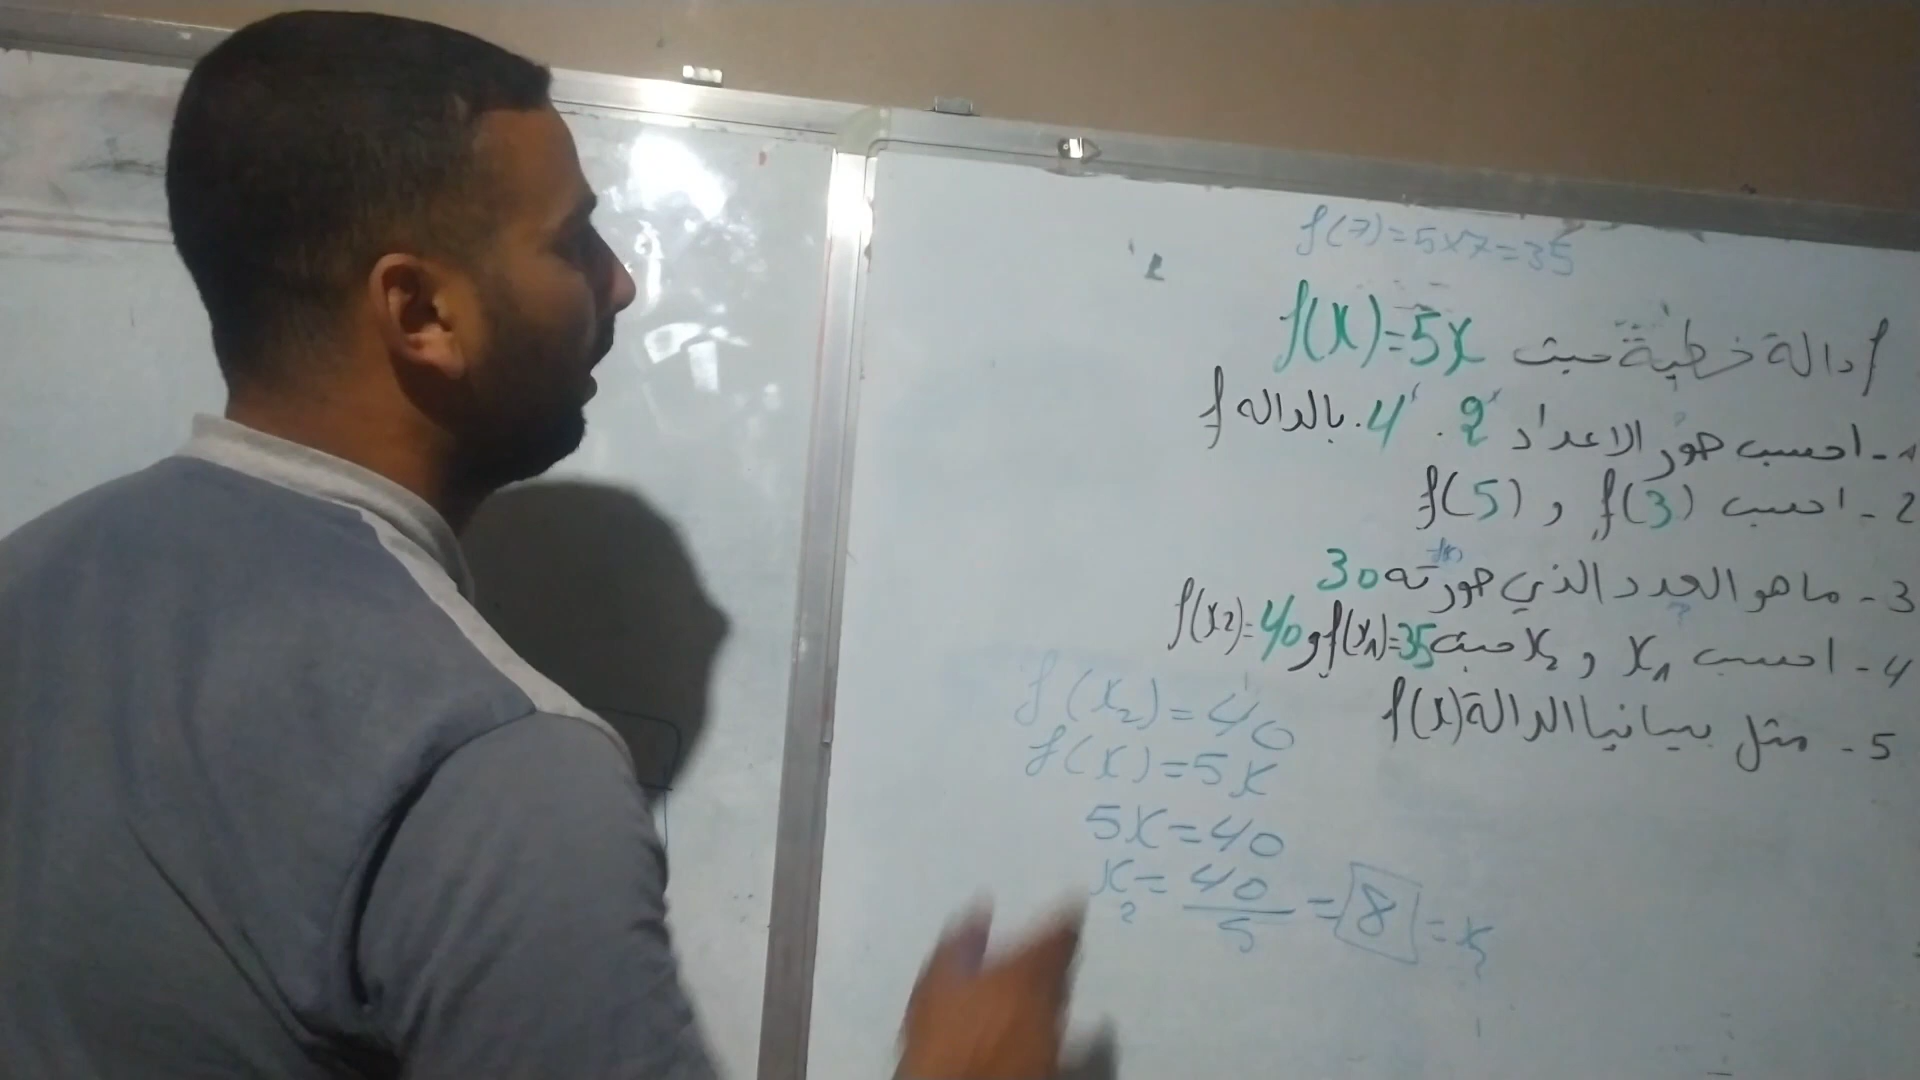 f(7)=5×7=35
f دالة خطية حيث f(x)=5x
1- احسب صور الاعداد 2 . 4 . بالدالة f
2- احسب f(3) و f(5)
3- ما هو العدد الذي صورته 30
4- احسب x1 و x2 حيث f(x1)=35 و f(x2)=40
5- مثل بيانيا الدالة f(x)
f(x2)=40
f(x)=5x
5x=40
x2=40/5=8=x2